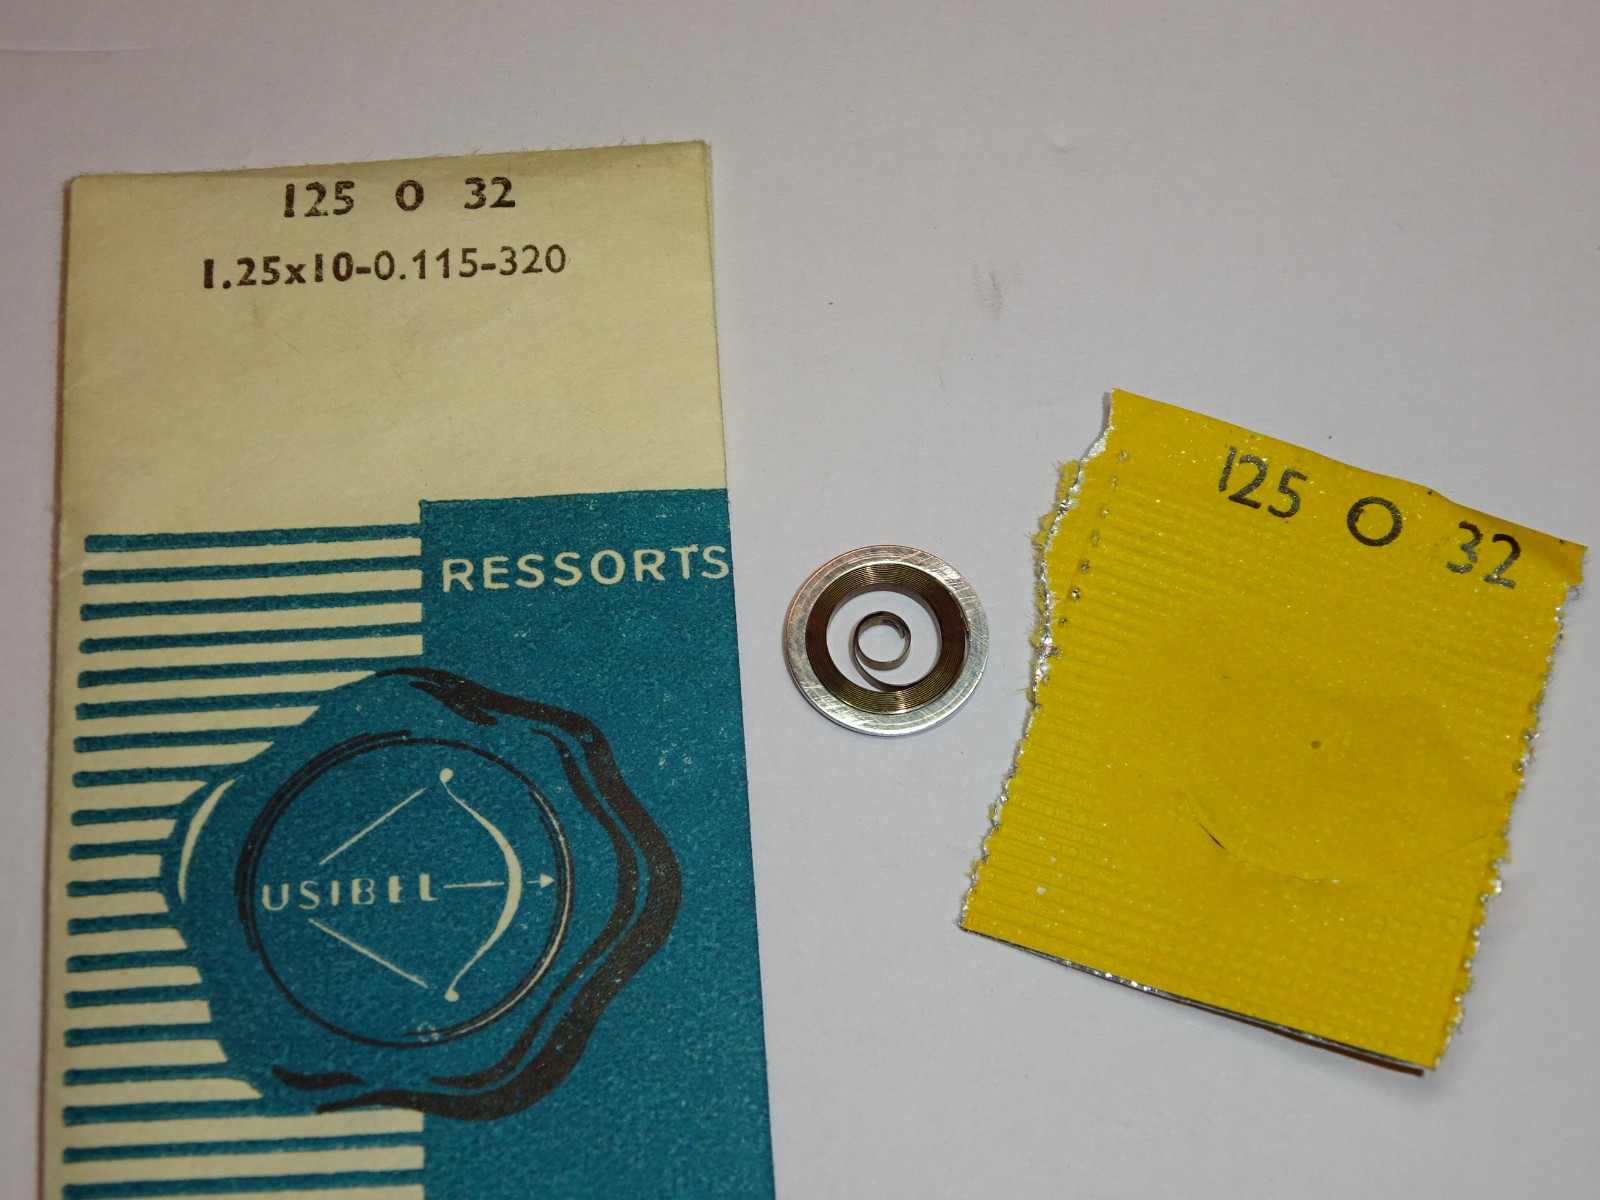 125 O 32
1.25x10-0.115-320
RESSORTS
USIBEL
125 O 32